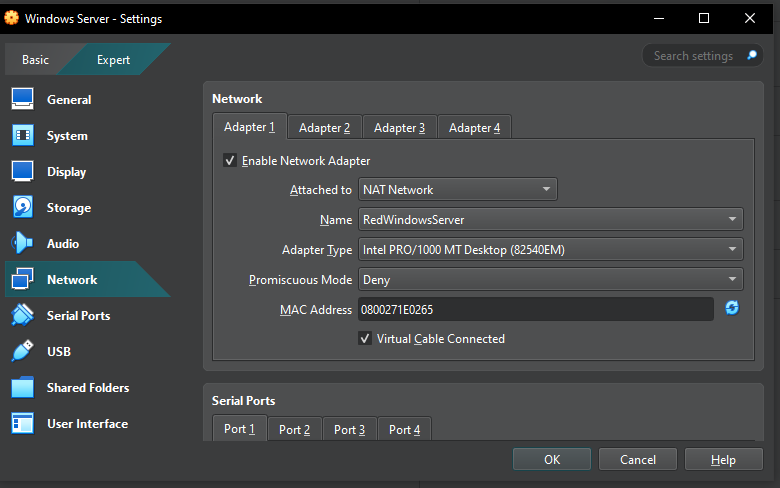 Windows Server - Settings
Basic
Expert
Search settings
General
System
Display
Storage
Audio
Network
Serial Ports
USB
Shared Folders
User Interface
Network
Adapter 1
Adapter 2
Adapter 3
Adapter 4
Enable Network Adapter
Attached to
NAT Network
Name
RedWindowsServer
Adapter Type
Intel PRO/1000 MT Desktop (82540EM)
Promiscuous Mode
Deny
MAC Address
0800271E0265
Virtual Cable Connected
Serial Ports
Port 1
Port 2
Port 3
Port 4
OK
Cancel
Help